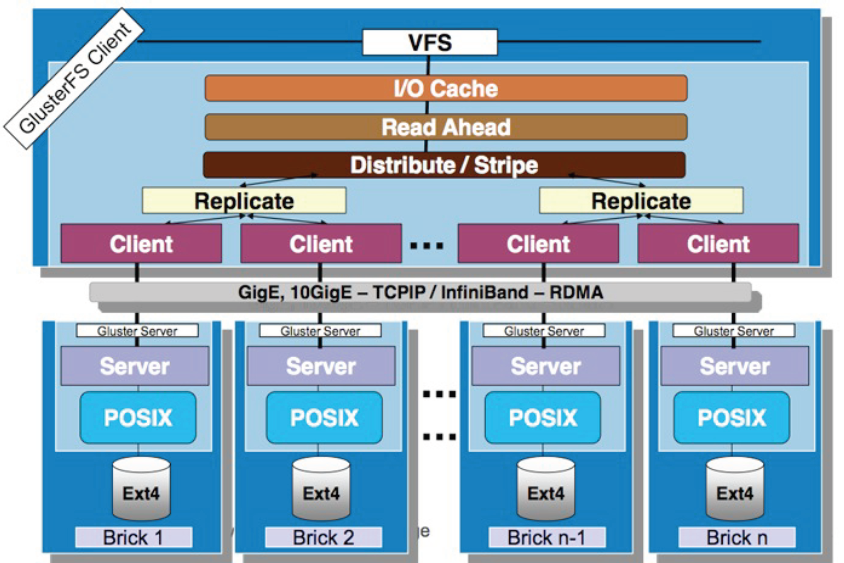 GlusterFS Client
VFS
I/O Cache
Read Ahead
Distribute / Stripe
Replicate Replicate
Client Client ... Client Client
GigE, 10GigE – TCPIP / InfiniBand – RDMA
Gluster Server Gluster Server Gluster Server Gluster Server
Server Server Server Server
POSIX POSIX POSIX POSIX
Ext4 Ext4 Ext4 Ext4
Brick 1 Brick 2 Brick n-1 Brick n